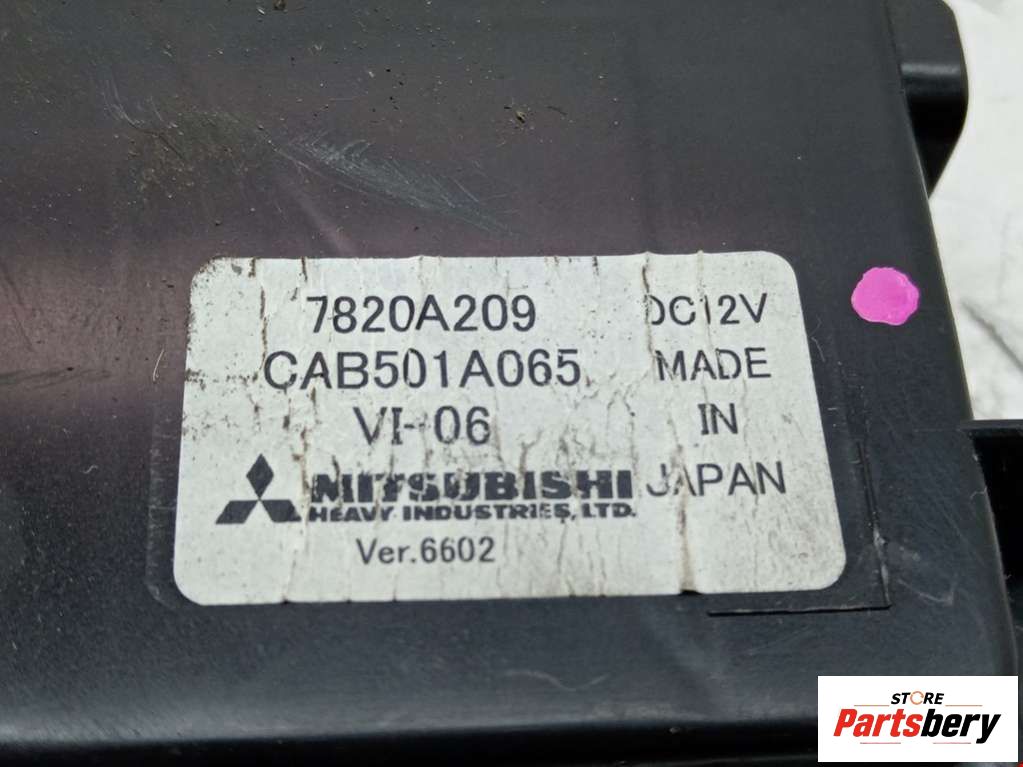 7820A209 DC12V
CAB501A065 MADE
VI-06 IN
MITSUBISHI JAPAN
HEAVY INDUSTRIES, LTD.
Ver.6602
STORE
Partsbery